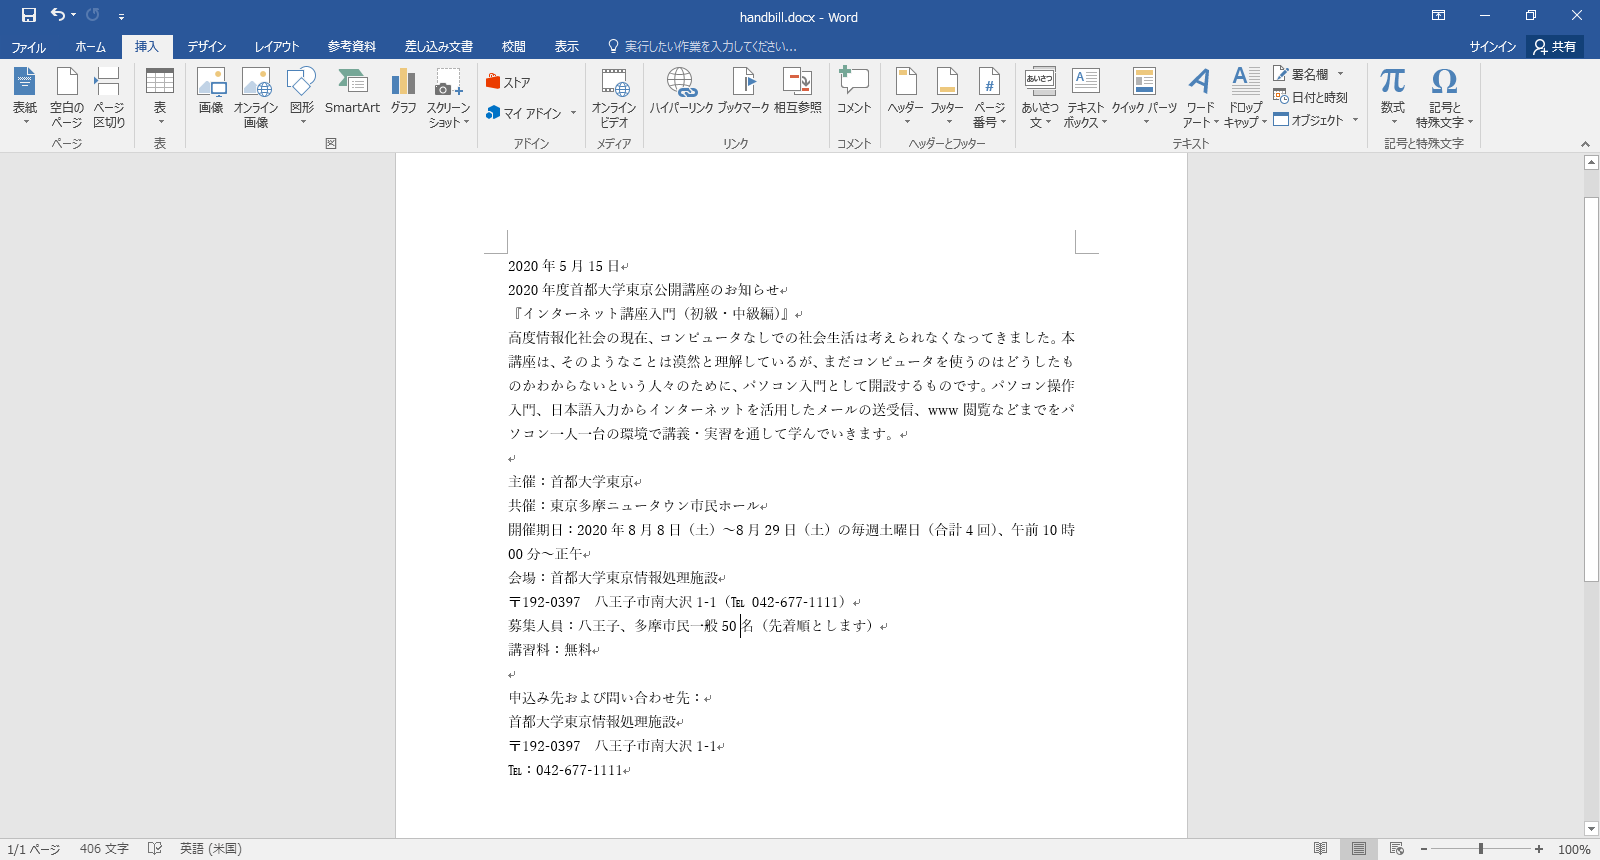 handbill.docx - Word
ファイル ホーム 挿入 デザイン レイアウト 参考資料 差し込み文書 校閲 表示 実行したい作業を入力してください... サインイン 共有
表紙 空白のページ ページ区切り
表
画像 オンライン画像 図形 SmartArt グラフ スクリーンショット
ストア
マイ アドイン
オンラインビデオ
ハイパーリンク ブックマーク 相互参照
コメント
ヘッダー フッター ページ番号
あいさつ
あいさつ文 テキストボックス クイック パーツ ワードアート ドロップキャップ
署名欄
日付と時刻
オブジェクト
数式 記号と特殊文字
ページ 表 図 アドイン メディア リンク コメント ヘッダーとフッター テキスト 記号と特殊文字
2020 年 5 月 15 日
2020 年度首都大学東京公開講座のお知らせ
『インターネット講座入門（初級・中級編）』
高度情報化社会の現在、コンピュータなしでの社会生活は考えられなくなってきました。本
講座は、そのようなことは漠然と理解しているが、まだコンピュータを使うのはどうしたも
のかわからないという人々のために、パソコン入門として開設するものです。パソコン操作
入門、日本語入力からインターネットを活用したメールの送受信、www 閲覧などまでをパ
ソコン一人一台の環境で講義・実習を通して学んでいきます。
主催：首都大学東京
共催：東京多摩ニュータウン市民ホール
開催期日：2020 年 8 月 8 日（土）～8 月 29 日（土）の毎週土曜日（合計 4 回）、午前 10 時
00 分～正午
会場：首都大学東京情報処理施設
〒192-0397　八王子市南大沢 1-1（℡ 042-677-1111）
募集人員：八王子、多摩市民一般 50 名（先着順とします）
講習料：無料
申込み先および問い合わせ先：
首都大学東京情報処理施設
〒192-0397　八王子市南大沢 1-1
℡：042-677-1111
1/1 ページ 406 文字 英語 (米国) 100%